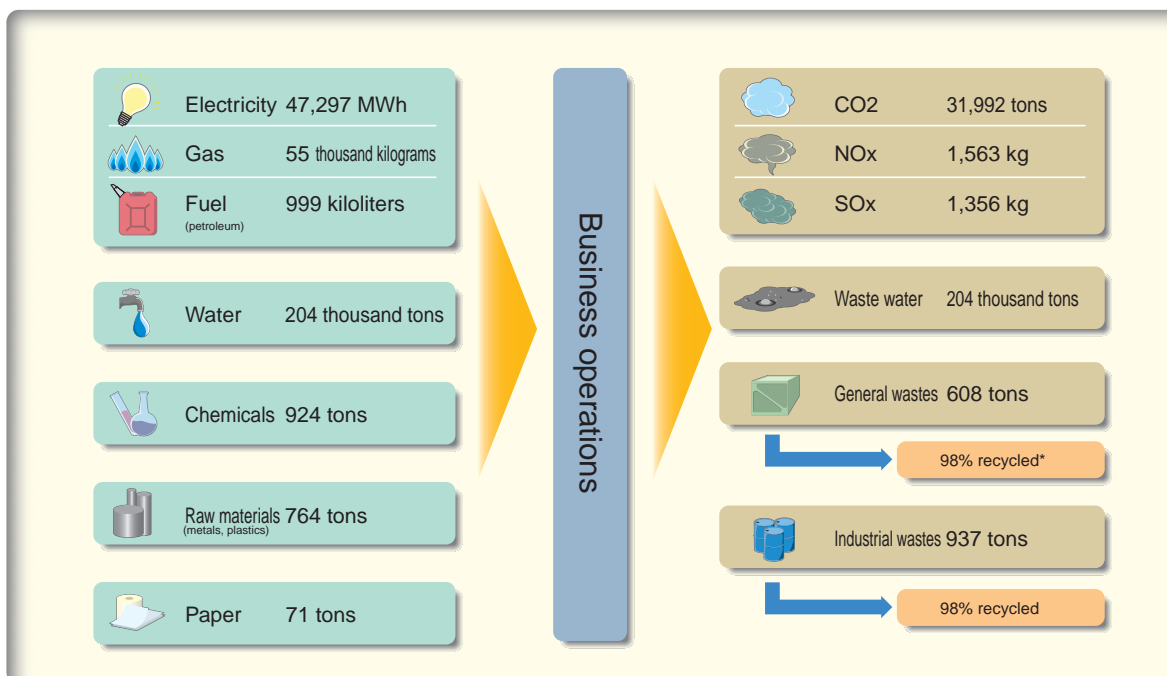 Electricity 47,297 MWh
Gas 55 thousand kilograms
Fuel 999 kiloliters
(petroleum)
Water 204 thousand tons
Chemicals 924 tons
Raw materials 764 tons
(metals, plastics)
Paper 71 tons
Business operations
CO2 31,992 tons
NOx 1,563 kg
SOx 1,356 kg
Waste water 204 thousand tons
General wastes 608 tons
98% recycled*
Industrial wastes 937 tons
98% recycled